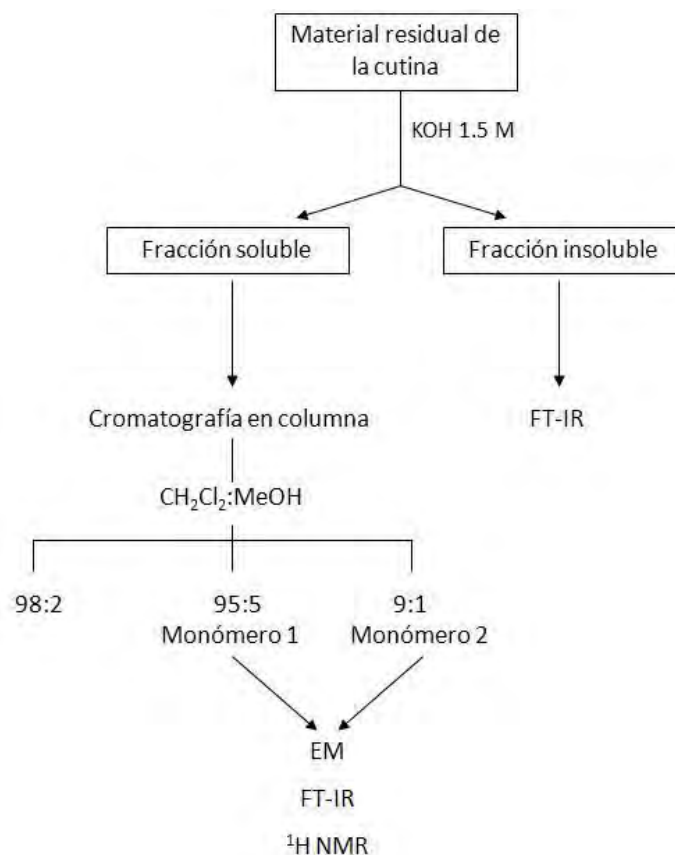 Material residual de
la cutina
KOH 1.5 M
Fracción soluble
Fracción insoluble
Cromatografía en columna
FT-IR
CH₂Cl₂:MeOH
98:2
95:5
9:1
Monómero 1
Monómero 2
EM
FT-IR
¹H NMR